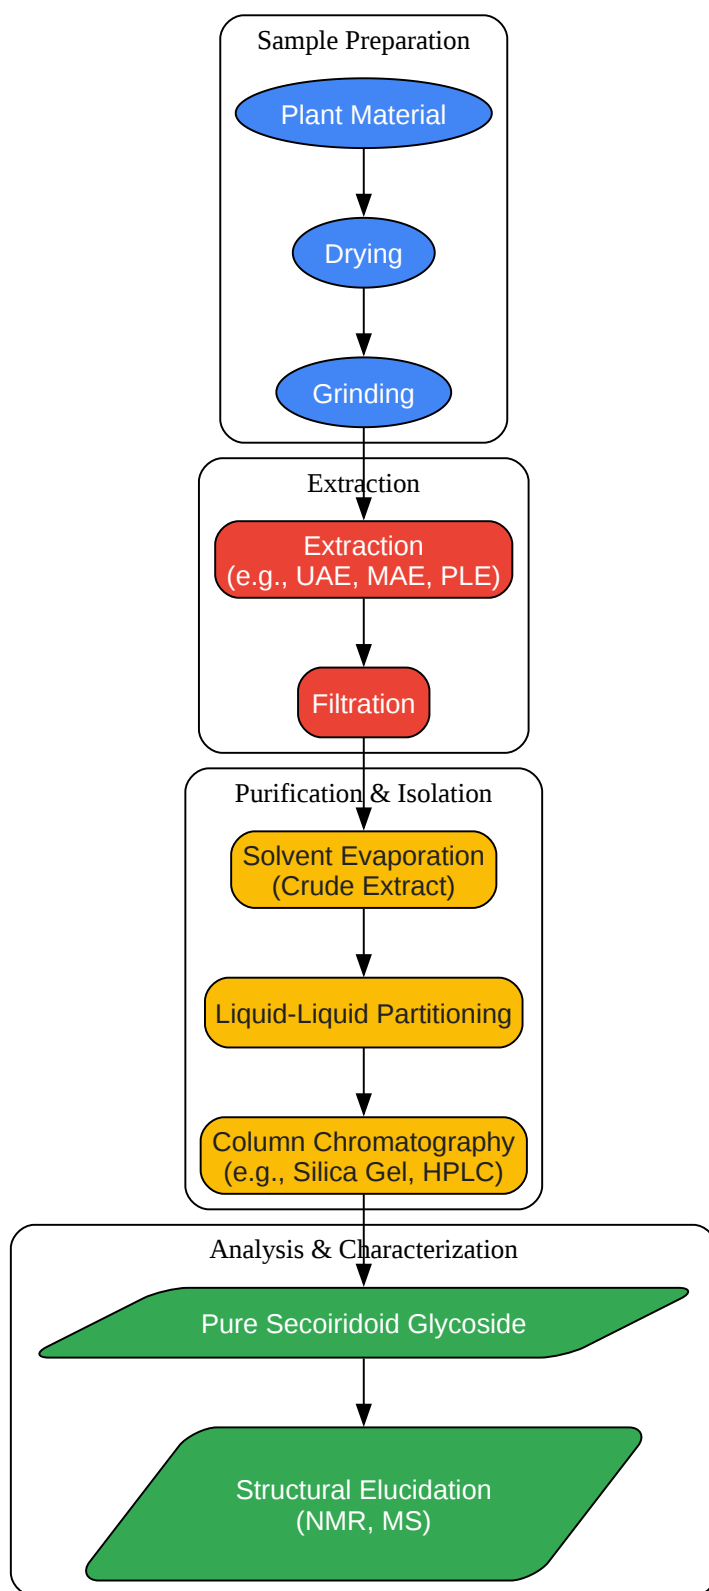 Sample Preparation
Plant Material
Drying
Grinding
Extraction
Extraction
(e.g., UAE, MAE, PLE)
Filtration
Purification & Isolation
Solvent Evaporation
(Crude Extract)
Liquid-Liquid Partitioning
Column Chromatography
(e.g., Silica Gel, HPLC)
Analysis & Characterization
Pure Secoiridoid Glycoside
Structural Elucidation
(NMR, MS)